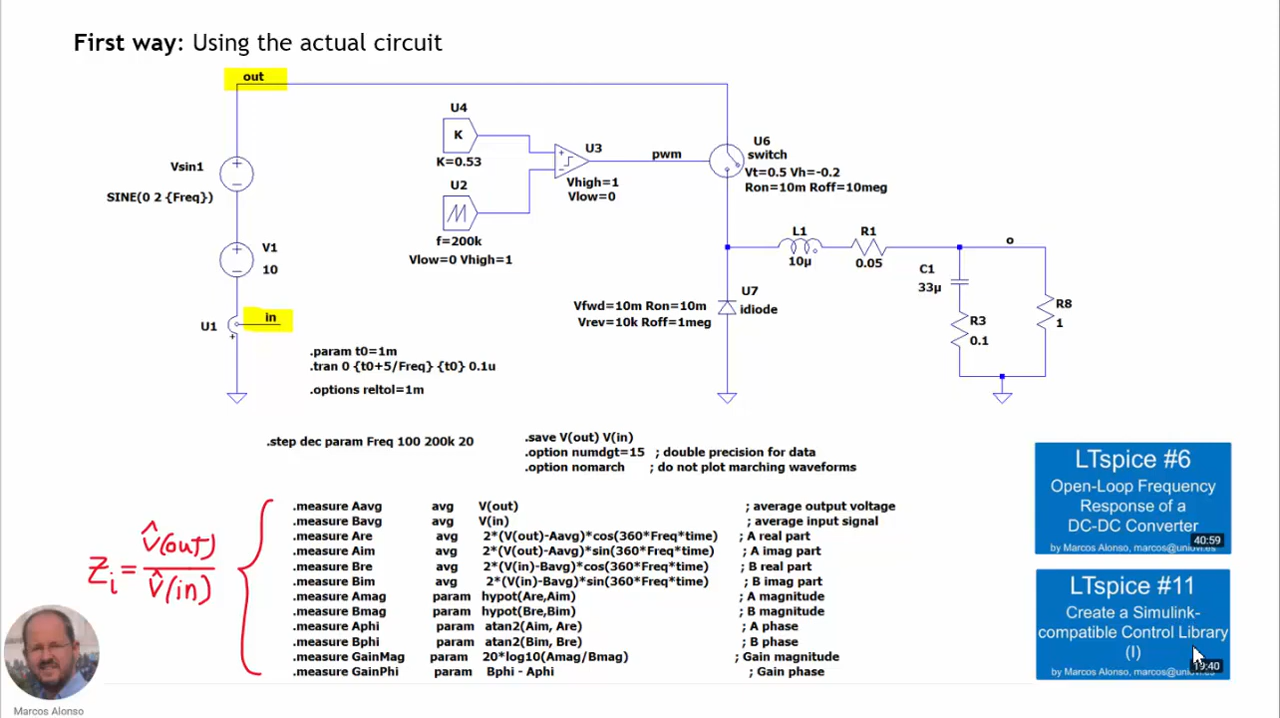 First way: Using the actual circuit
out
Vsin1
SINE(0 2 {Freq})
V1
10
U1
in
U4
K
K=0.53
U2
f=200k
Vlow=0 Vhigh=1
U3
Vhigh=1
Vlow=0
pwm
U6
switch
Vt=0.5 Vh=-0.2
Ron=10m Roff=10meg
L1
10µ
R1
0.05
o
C1
33µ
R3
0.1
R8
1
U7
idiode
Vfwd=10m Ron=10m
Vrev=10k Roff=1meg
.param t0=1m
.tran 0 {t0+5/Freq} {t0} 0.1u
.options reltol=1m
.step dec param Freq 100 200k 20
.save V(out) V(in)
.option numdgt=15 ; double precision for data
.option nomarch ; do not plot marching waveforms
.measure Aavg avg V(out) ; average output voltage
.measure Bavg avg V(in) ; average input signal
.measure Are avg 2*(V(out)-Aavg)*cos(360*Freq*time) ; A real part
.measure Aim avg 2*(V(out)-Aavg)*sin(360*Freq*time) ; A imag part
.measure Bre avg 2*(V(in)-Bavg)*cos(360*Freq*time) ; B real part
.measure Bim avg 2*(V(in)-Bavg)*sin(360*Freq*time) ; B imag part
.measure Amag param hypot(Are,Aim) ; A magnitude
.measure Bmag param hypot(Bre,Bim) ; B magnitude
.measure Aphi param atan2(Aim, Are) ; A phase
.measure Bphi param atan2(Bim, Bre) ; B phase
.measure GainMag param 20*log10(Amag/Bmag) ; Gain magnitude
.measure GainPhi param Bphi - Aphi ; Gain phase
Zi = v̂(out)
v̂(in)
LTspice #6
Open-Loop Frequency
Response of a
DC-DC Converter
40:59
by Marcos Alonso, marcos@uniovi.es
LTspice #11
Create a Simulink-
compatible Control Library
(I)
19:40
by Marcos Alonso, marcos@uniovi.es
Marcos Alonso